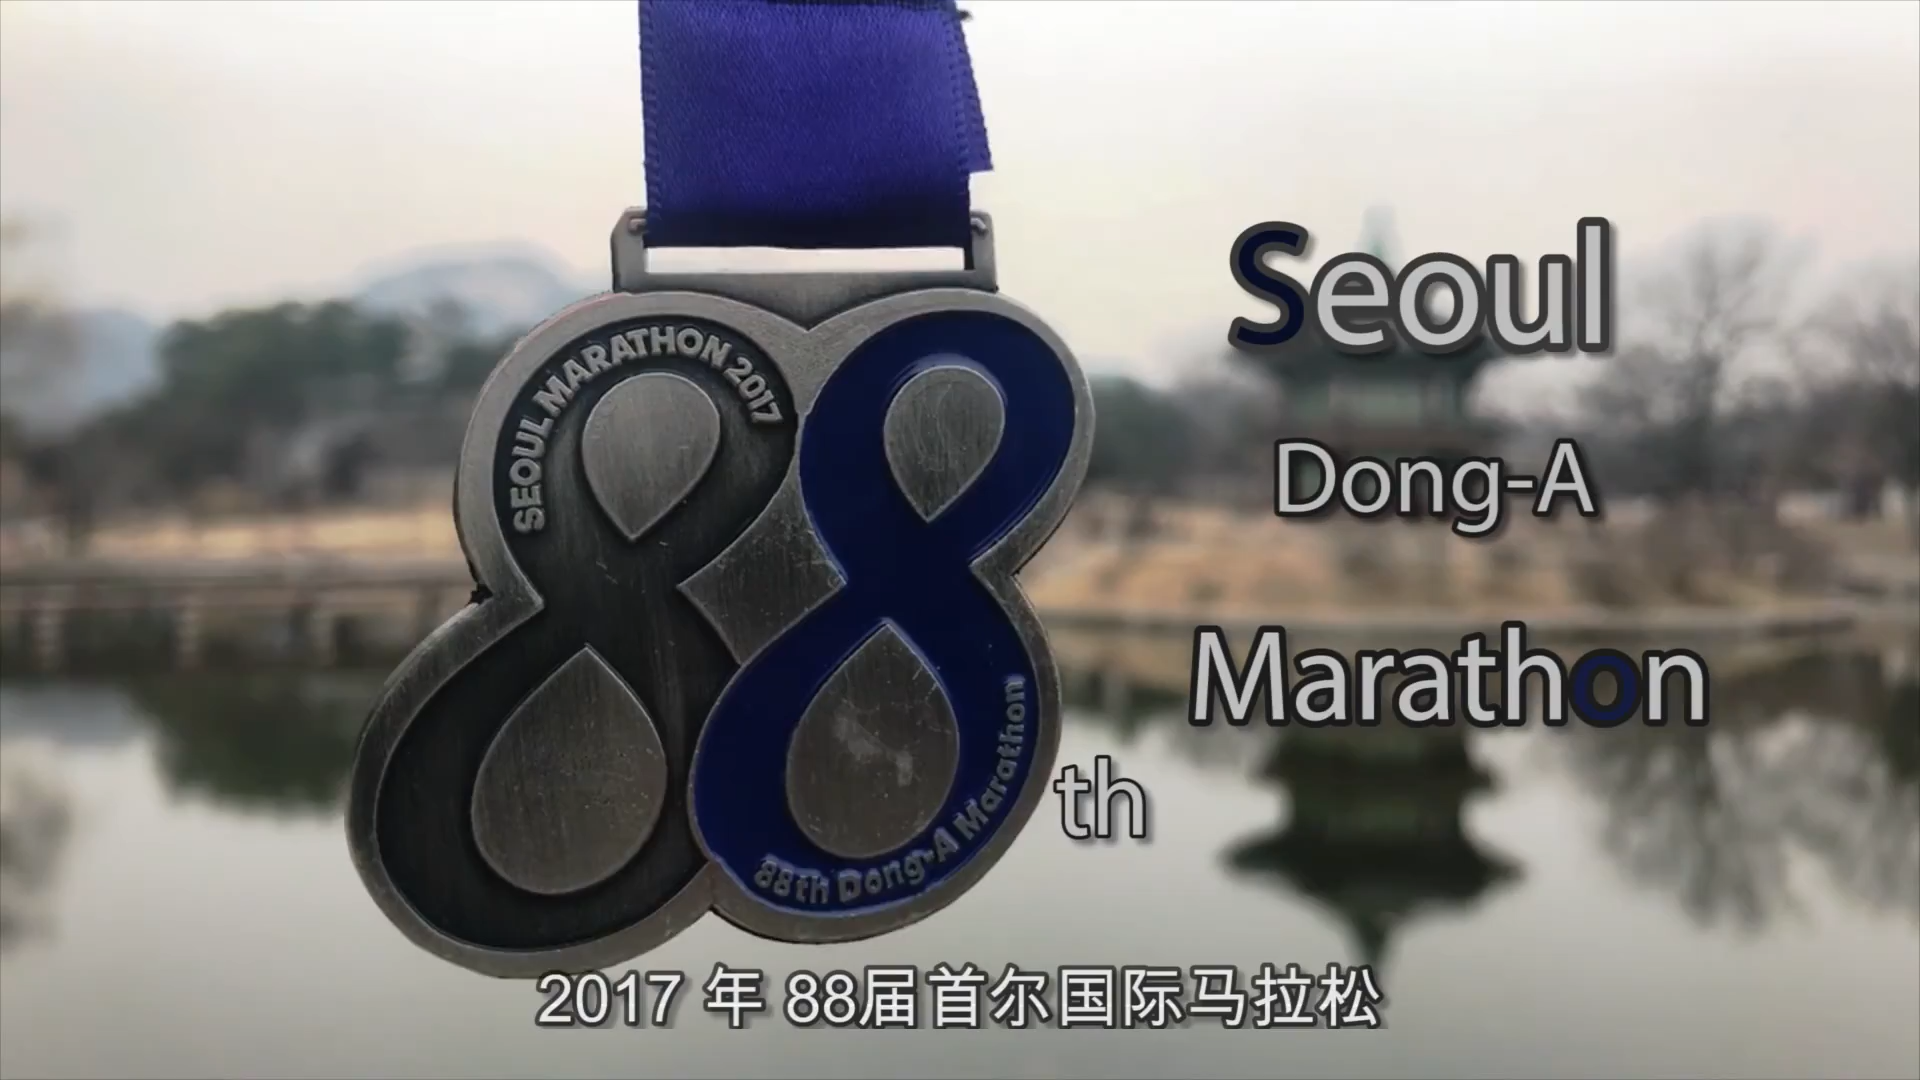 SEOUL MARATHON 2017
88th Dong-A Marathon
Seoul
Dong-A
Marathon
th
2017 年 88届首尔国际马拉松